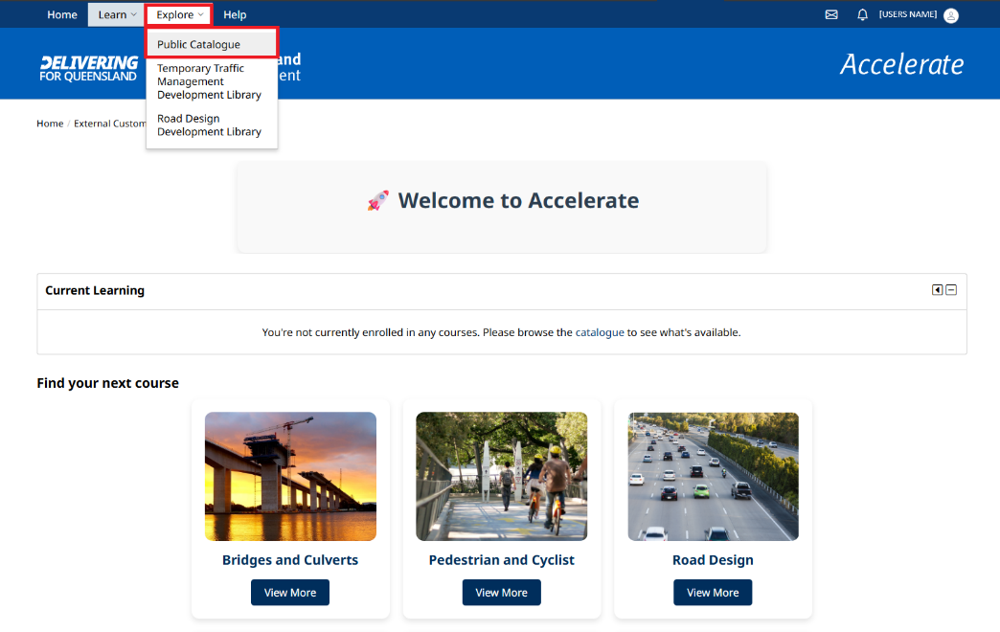 Home Learn Explore Help [USERS NAME]
Public Catalogue
Temporary Traffic
Management
Development Library
Road Design
Development Library
DELIVERING
FOR QUEENSLAND
Accelerate
Home / External
Welcome to Accelerate
Current Learning
You're not currently enrolled in any courses. Please browse the catalogue to see what's available.
Find your next course
Bridges and Culverts
View More
Pedestrian and Cyclist
View More
Road Design
View More